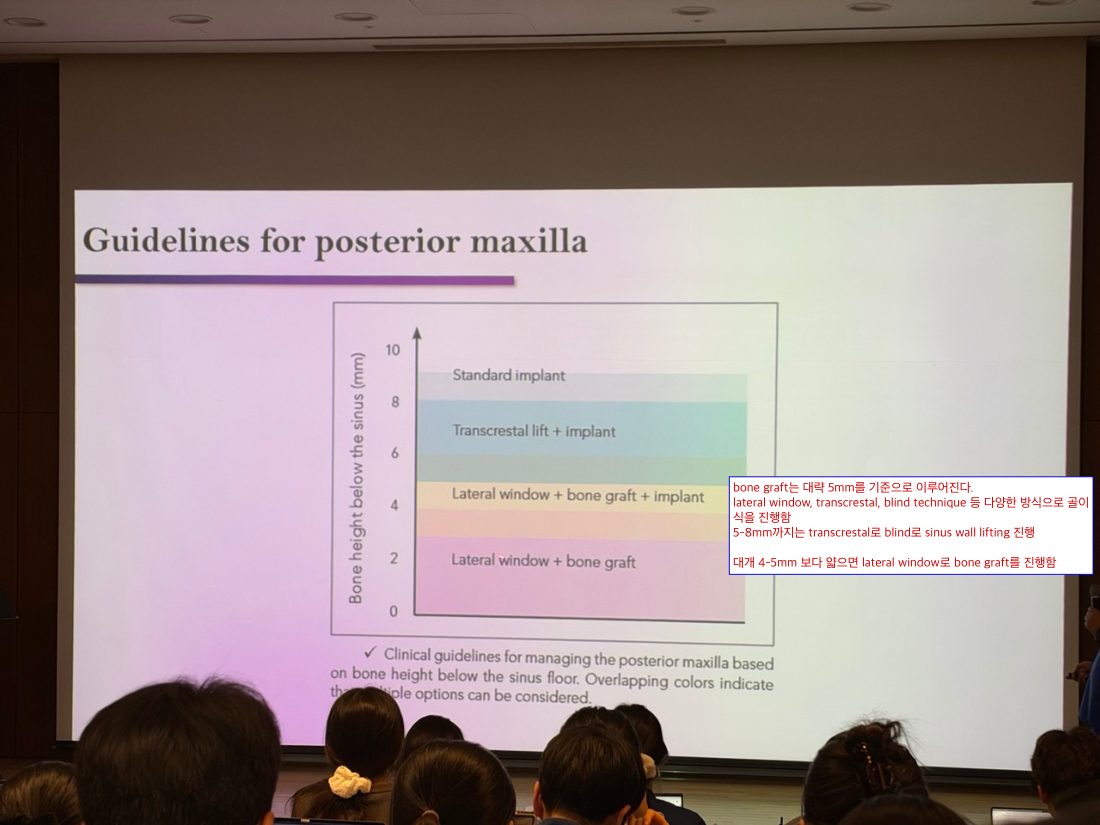 Guidelines for posterior maxilla
Bone height below the sinus (mm)
10
8
6
4
2
0
Standard implant
Transcrestal lift + implant
Lateral window + bone graft + implant
Lateral window + bone graft
bone graft는 대략 5mm를 기준으로 이루어진다.
lateral window, transcrestal, blind technique 등 다양한 방식으로 골이
식을 진행함
5-8mm까지는 transcrestal로 blind로 sinus wall lifting 진행
대개 4-5mm 보다 얇으면 lateral window로 bone graft를 진행함
✓ Clinical guidelines for managing the posterior maxilla based
on bone height below the sinus floor. Overlapping colors indicate
options can be considered.